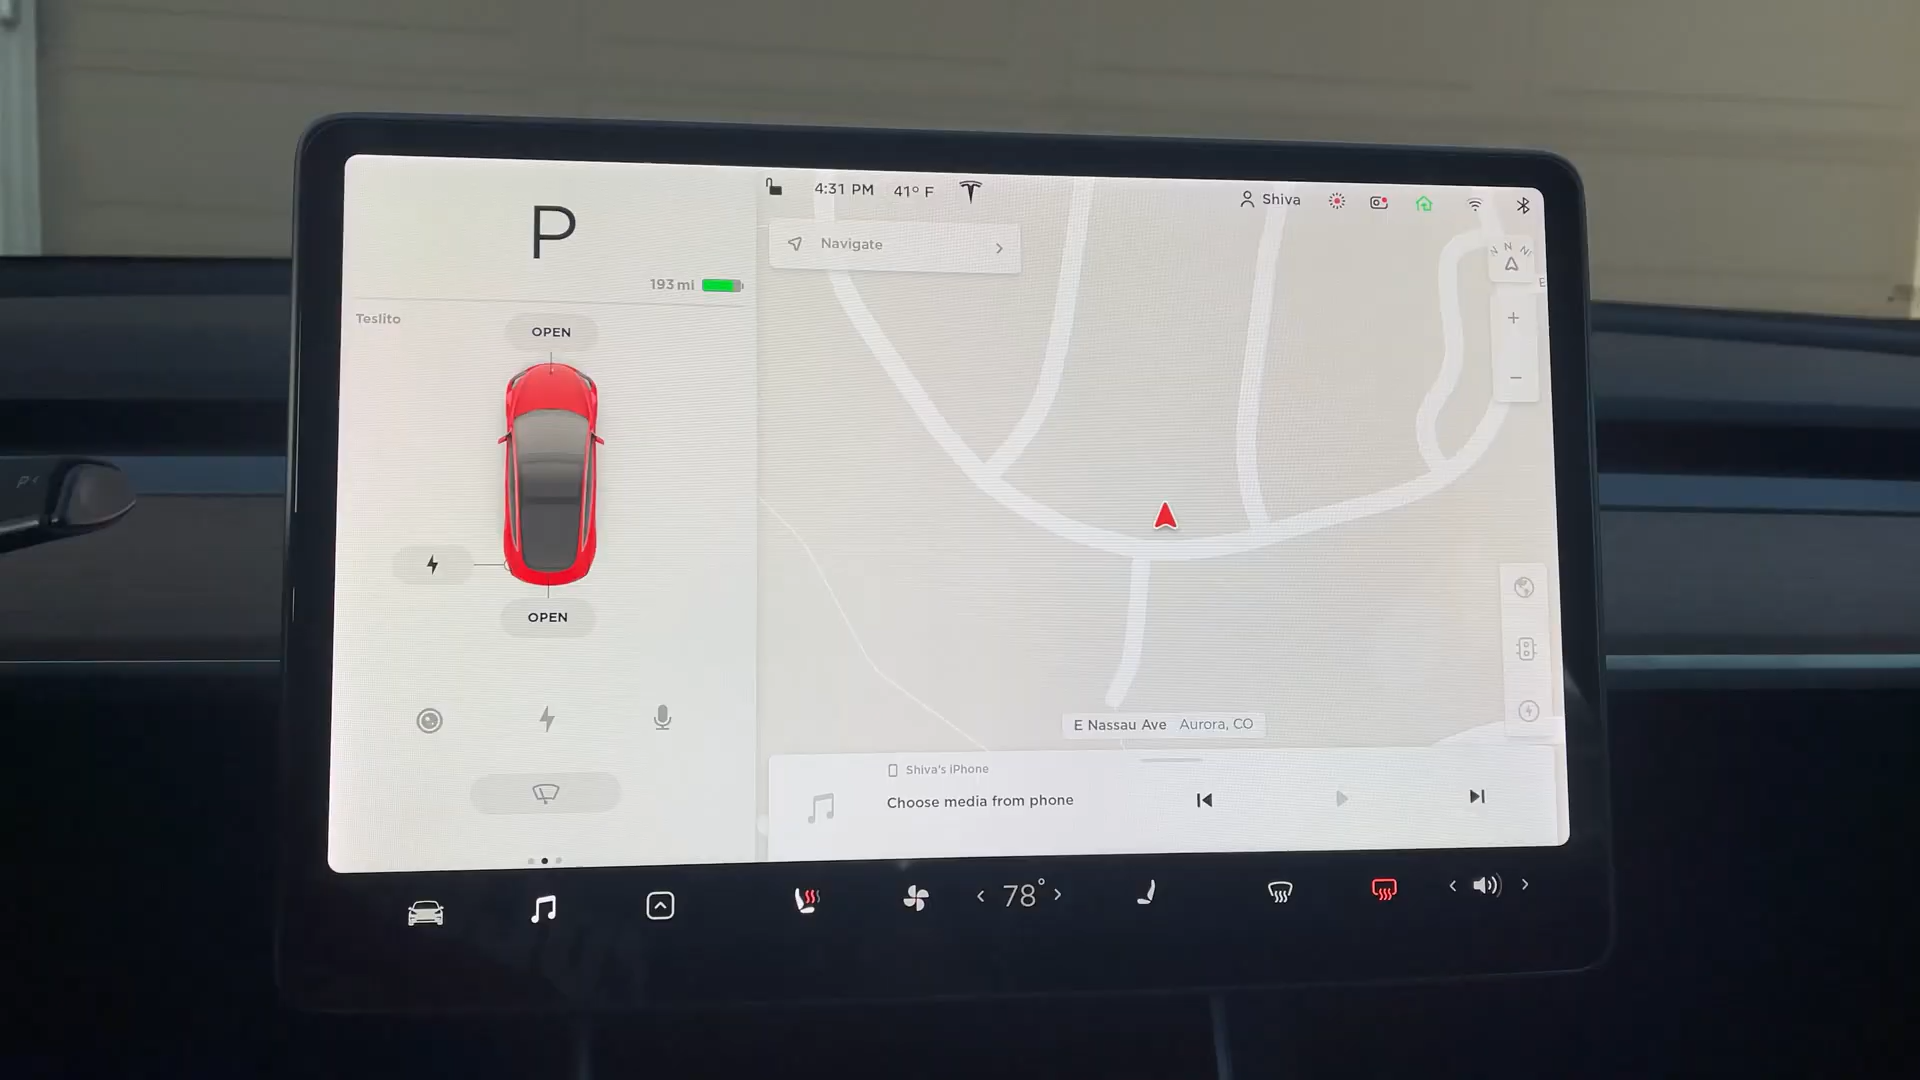 P
193 mi
Teslito
OPEN
OPEN
4:31 PM 41° F
Shiva
Navigate
N N N
E
+
−
E Nassau Ave Aurora, CO
Shiva's iPhone
Choose media from phone
78°
P